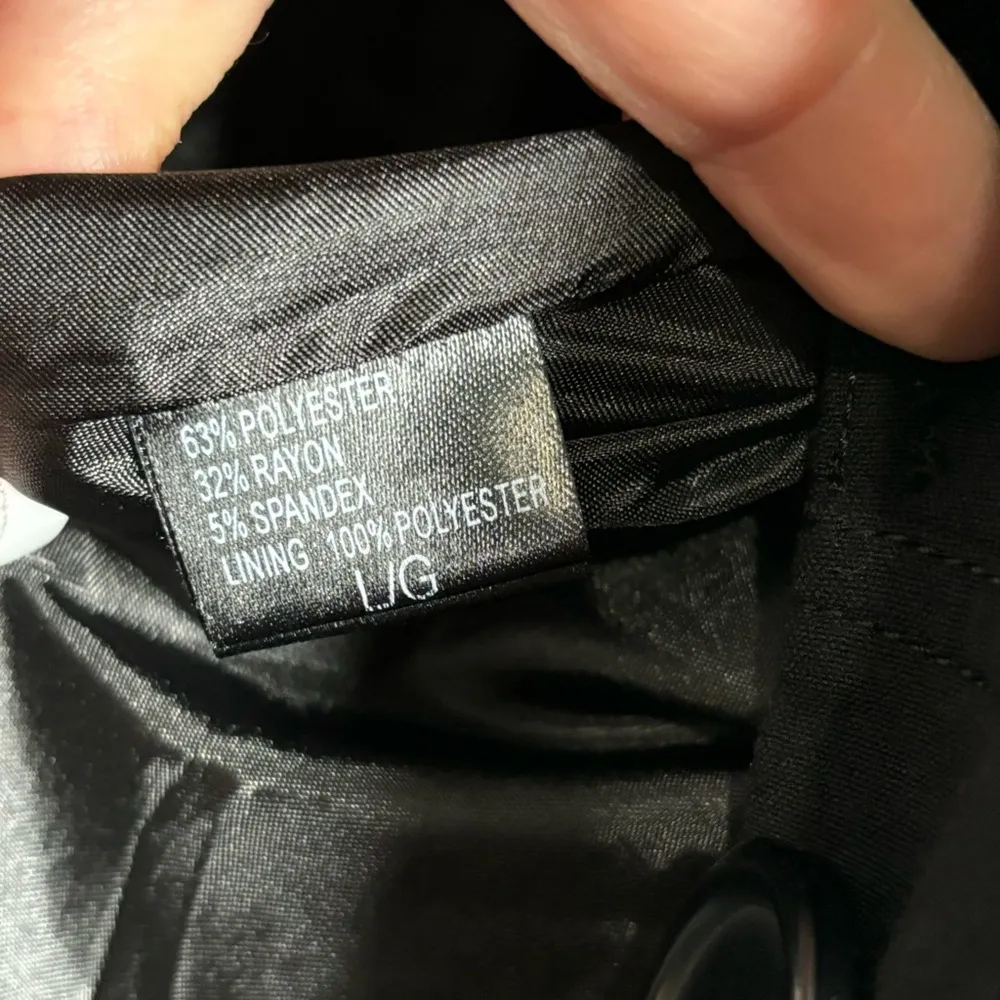 63% POLYESTER
32% RAYON
5% SPANDEX
LINING 100% POLYESTER
L/G